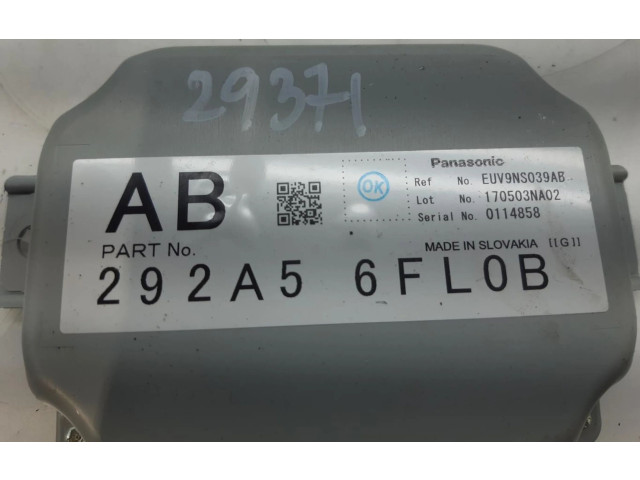 29371
AB
OK
Panasonic
Ref No. EUV9NS039AB
Lot No. 170503NA02
Serial No. 0114858
PART No.
MADE IN SLOVAKIA [[G]]
292A5 6FL0B